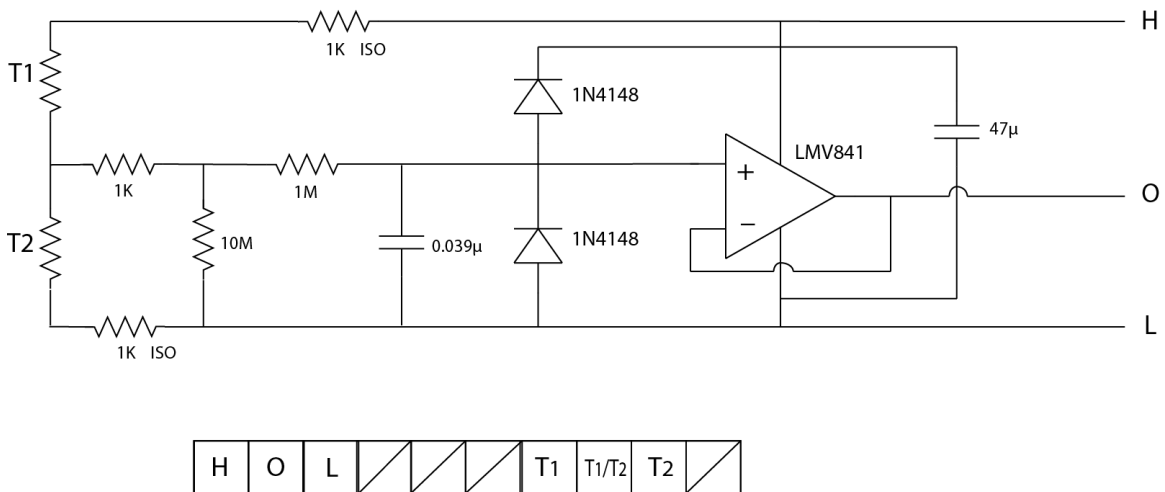 H
1K ISO
T1
1N4148
47µ
LMV841
+
1K
1M
O
T2
10M
0.039µ
1N4148
−
L
1K ISO
H O L T1 T1/T2 T2